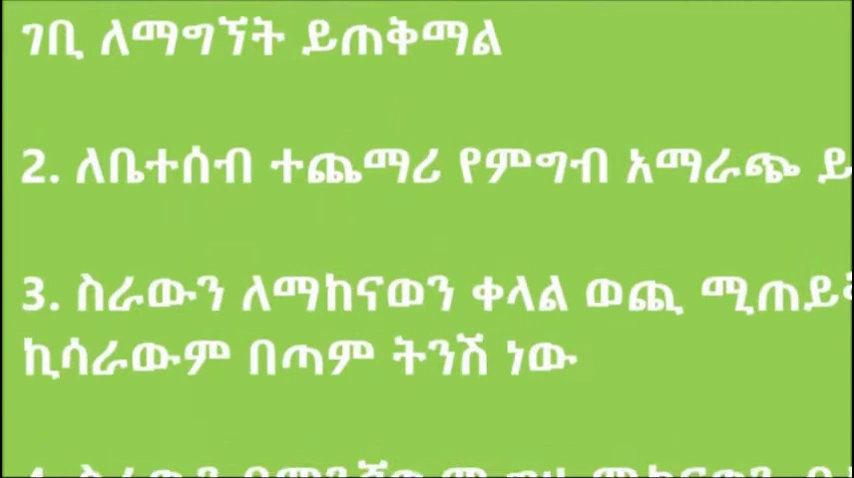 ገቢ ለማግኘት ይጠቅማል
2. ለቤተሰብ ተጨማሪ የምግብ አማራጭ
3. ስራውን ለማከናወን ቀላል ወጪ
ኪሳራውም በጣም ትንሽ ነው